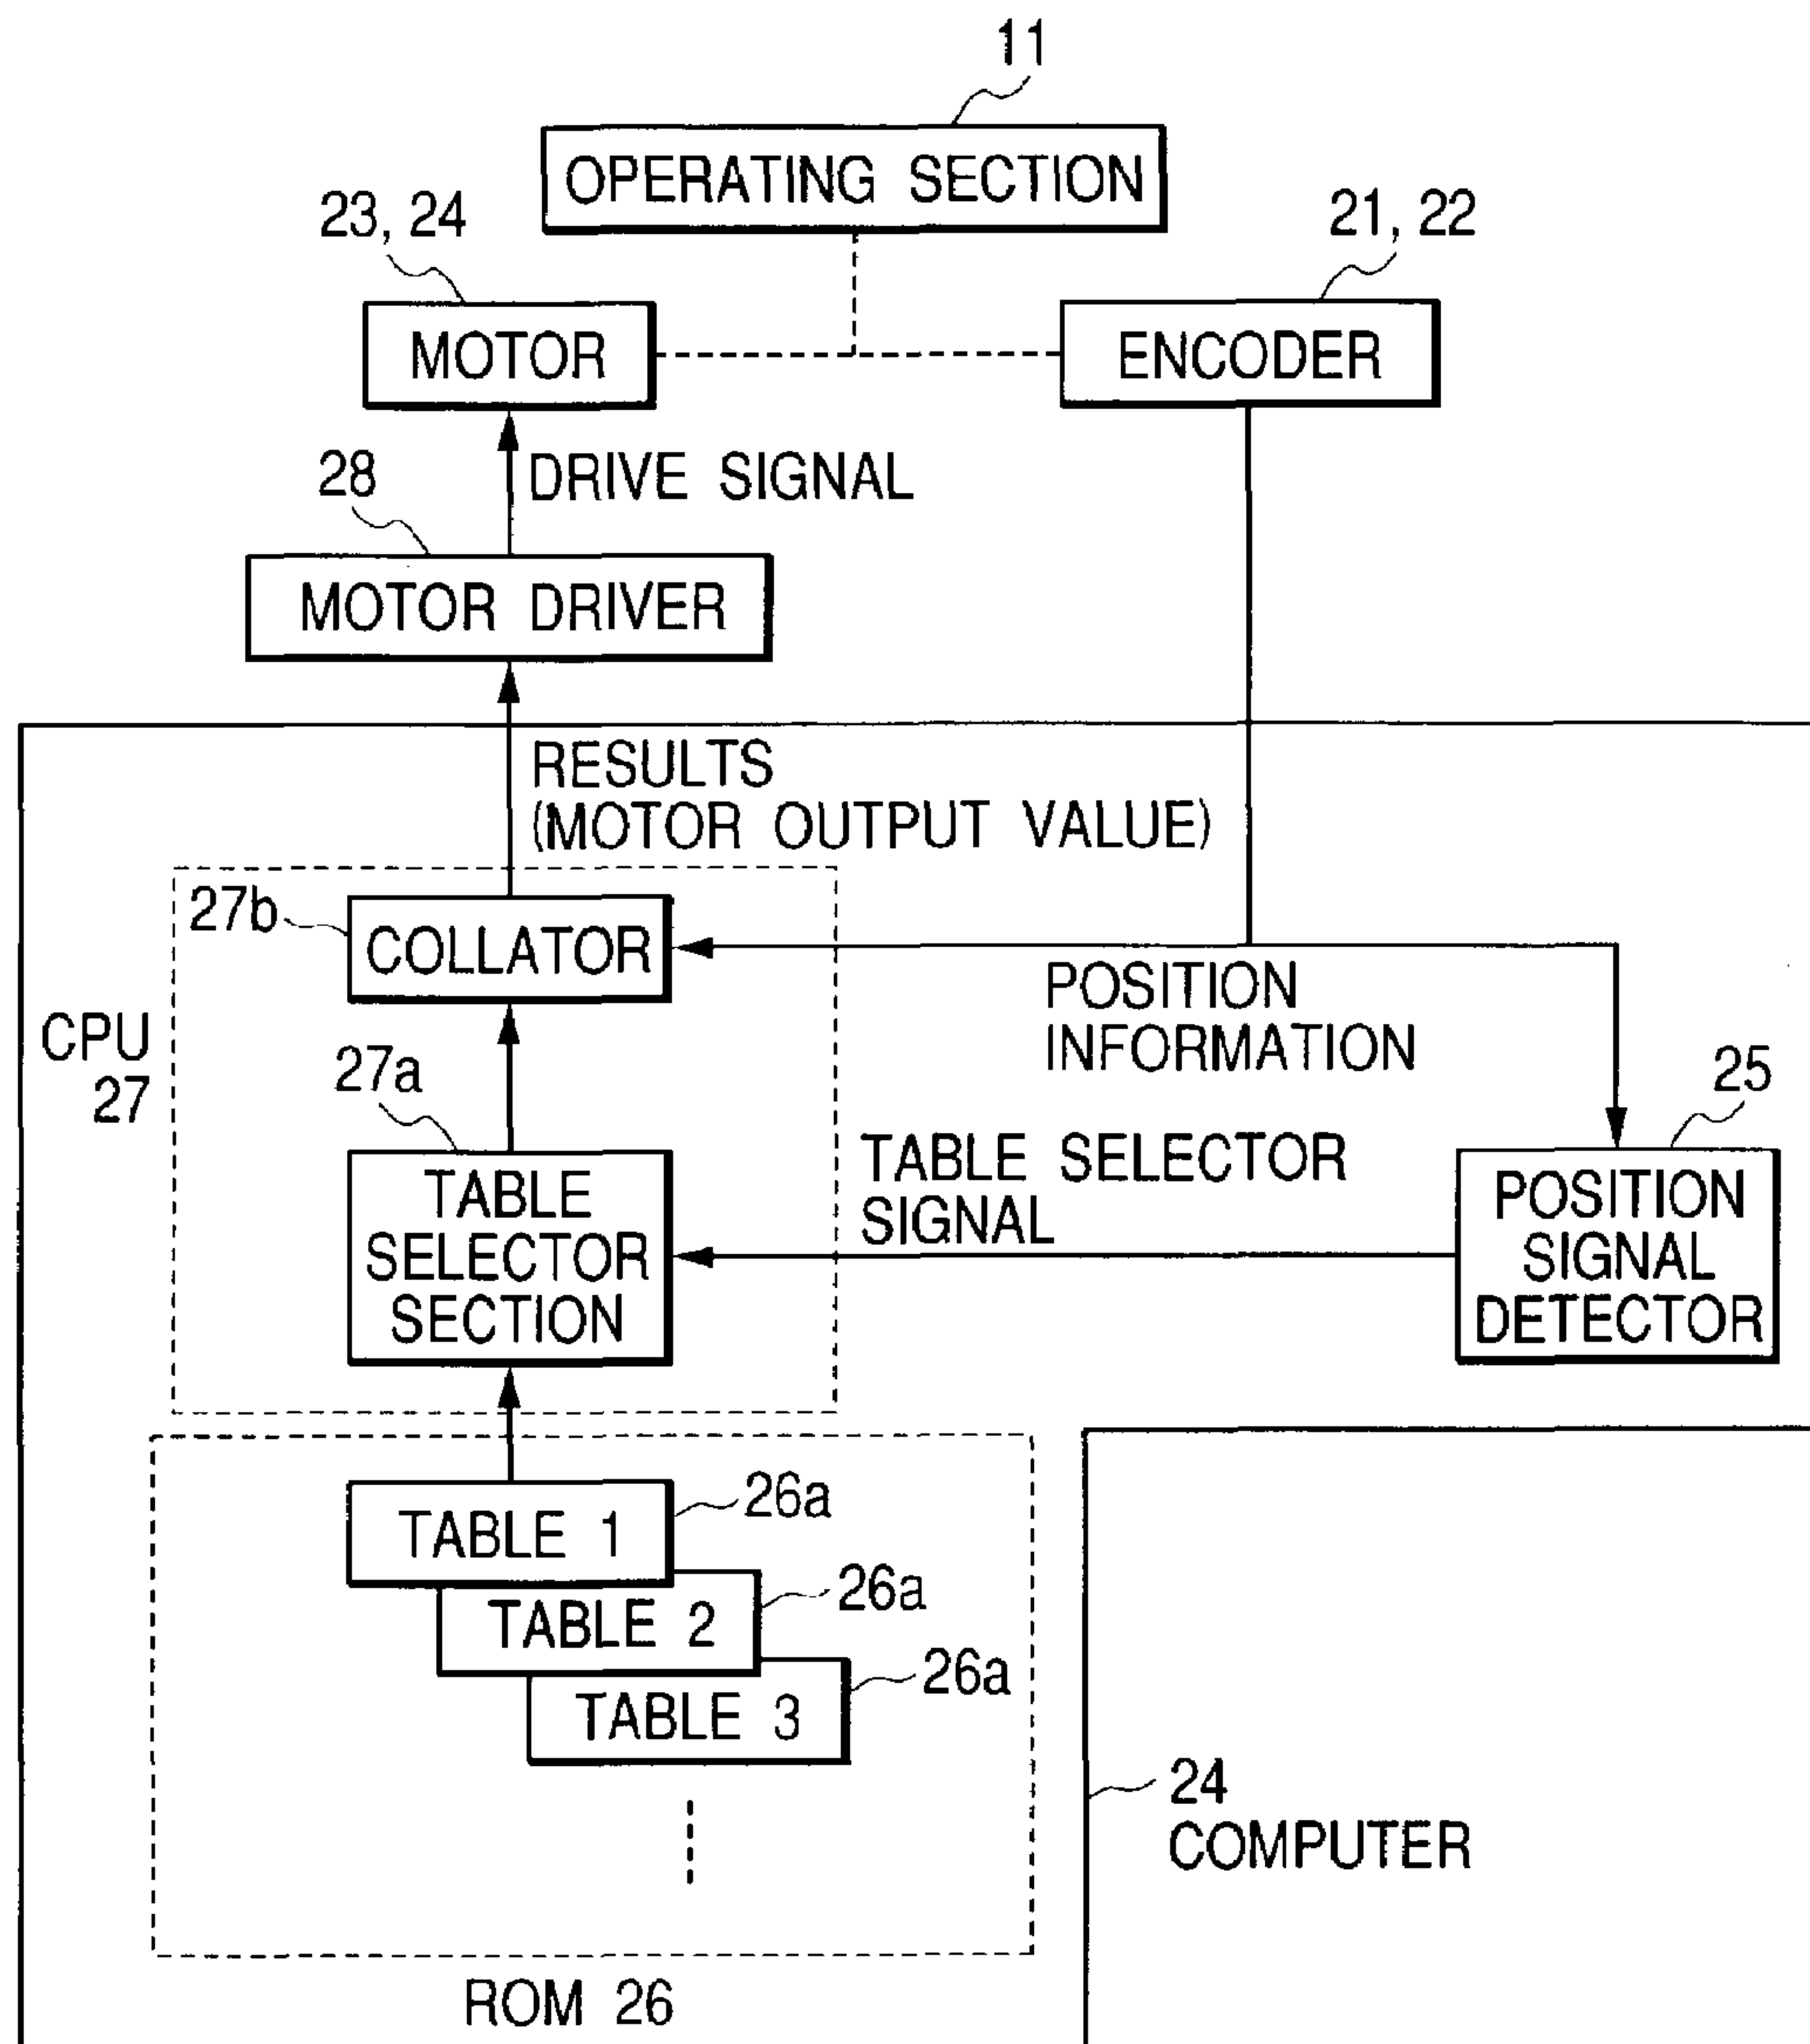 11
OPERATING SECTION
23, 24
21, 22
MOTOR
ENCODER
28
DRIVE SIGNAL
MOTOR DRIVER
RESULTS
(MOTOR OUTPUT VALUE)
27b
COLLATOR
POSITION
INFORMATION
CPU
27
27a
25
TABLE SELECTOR
SIGNAL
TABLE
SELECTOR
SECTION
POSITION
SIGNAL
DETECTOR
TABLE 1
26a
TABLE 2
26a
TABLE 3
26a
24
COMPUTER
ROM 26